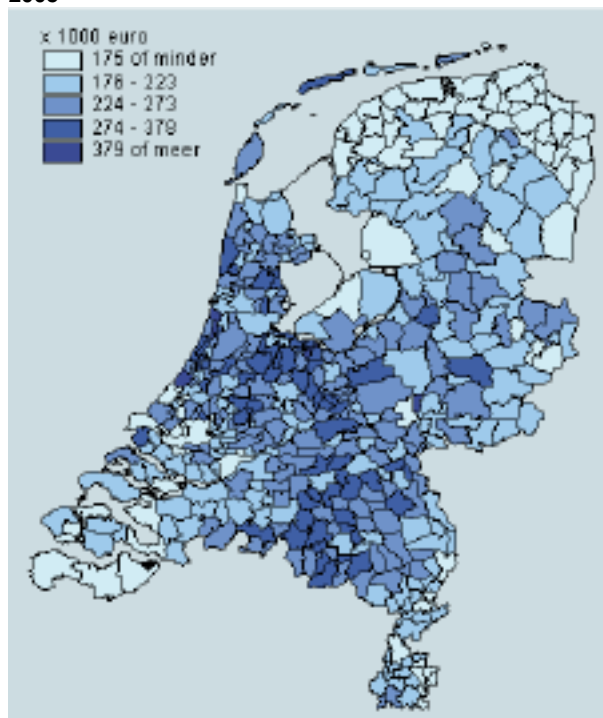 x 1000 euro
175 of minder
176 - 223
224 - 273
274 - 378
379 of meer